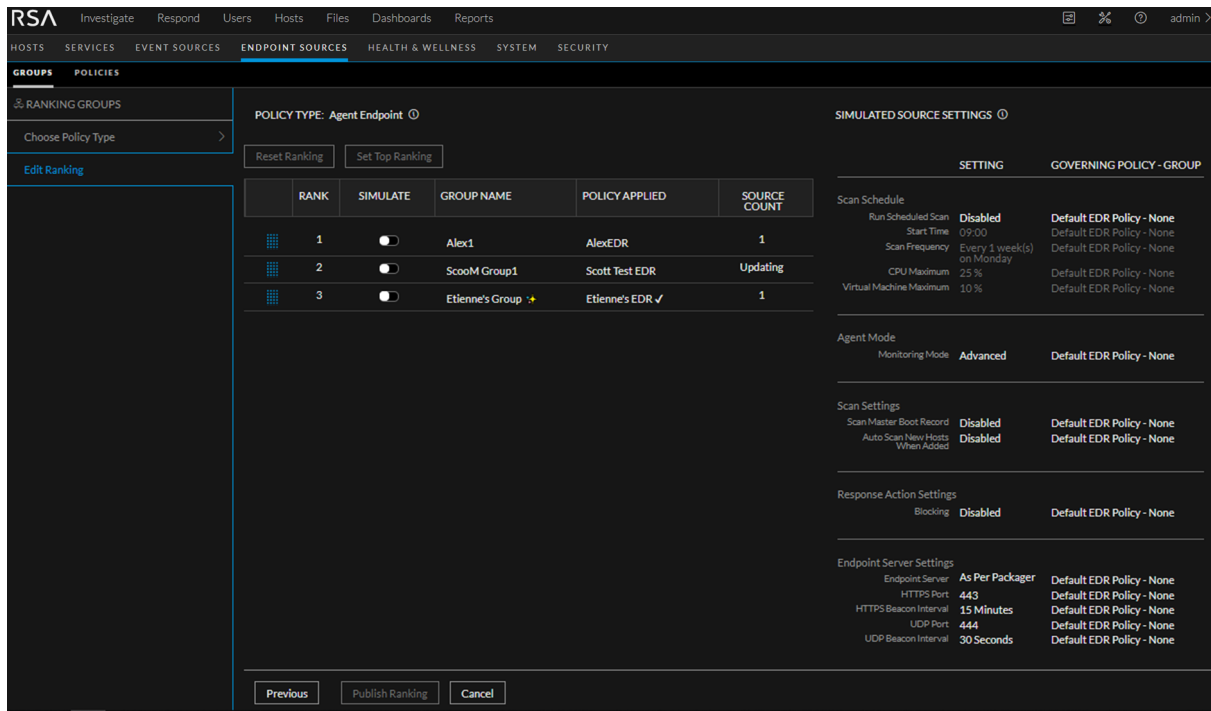 RSA Investigate Respond Users Hosts Files Dashboards Reports admin
HOSTS SERVICES EVENT SOURCES ENDPOINT SOURCES HEALTH & WELLNESS SYSTEM SECURITY
GROUPS POLICIES
RANKING GROUPS
Choose Policy Type
Edit Ranking
POLICY TYPE: Agent Endpoint
Reset Ranking Set Top Ranking
RANK SIMULATE GROUP NAME POLICY APPLIED SOURCE COUNT
1 Alex1 AlexEDR 1
2 ScooM Group1 Scott Test EDR Updating
3 Etienne's Group ✨ Etienne's EDR ✓ 1
SIMULATED SOURCE SETTINGS
SETTING GOVERNING POLICY - GROUP
Scan Schedule
Run Scheduled Scan Disabled Default EDR Policy - None
Start Time 09:00 Default EDR Policy - None
Scan Frequency Every 1 week(s) Default EDR Policy - None
on Monday
CPU Maximum 25 % Default EDR Policy - None
Virtual Machine Maximum 10 % Default EDR Policy - None
Agent Mode
Monitoring Mode Advanced Default EDR Policy - None
Scan Settings
Scan Master Boot Record Disabled Default EDR Policy - None
Auto Scan New Hosts Disabled Default EDR Policy - None
When Added
Response Action Settings
Blocking Disabled Default EDR Policy - None
Endpoint Server Settings
Endpoint Server As Per Packager Default EDR Policy - None
HTTPS Port 443 Default EDR Policy - None
HTTPS Beacon Interval 15 Minutes Default EDR Policy - None
UDP Port 444 Default EDR Policy - None
UDP Beacon Interval 30 Seconds Default EDR Policy - None
Previous Publish Ranking Cancel